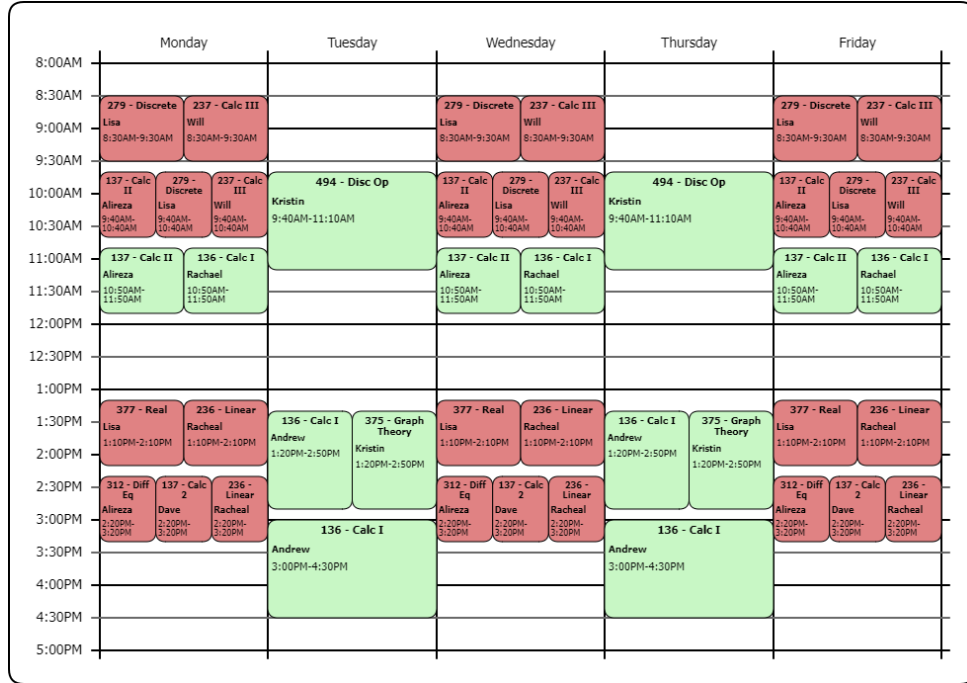 Monday Tuesday Wednesday Thursday Friday
8:00AM
8:30AM
9:00AM
9:30AM
10:00AM
10:30AM
11:00AM
11:30AM
12:00PM
12:30PM
1:00PM
1:30PM
2:00PM
2:30PM
3:00PM
3:30PM
4:00PM
4:30PM
5:00PM
279 - Discrete
Lisa
8:30AM-9:30AM
237 - Calc III
Will
8:30AM-9:30AM
137 - Calc
II
Alireza
9:40AM-
10:40AM
279 -
Discrete
Lisa
9:40AM-
10:40AM
237 - Calc
III
Will
9:40AM-
10:40AM
137 - Calc II
Alireza
10:50AM-
11:50AM
136 - Calc I
Rachael
10:50AM-
11:50AM
377 - Real
Lisa
1:10PM-2:10PM
236 - Linear
Racheal
1:10PM-2:10PM
312 - Diff
Eq
Alireza
2:20PM-
3:20PM
137 - Calc
2
Dave
2:20PM-
3:20PM
236 -
Linear
Racheal
2:20PM-
3:20PM
494 - Disc Op
Kristin
9:40AM-11:10AM
136 - Calc I
Andrew
1:20PM-2:50PM
375 - Graph
Theory
Kristin
1:20PM-2:50PM
136 - Calc I
Andrew
3:00PM-4:30PM
279 - Discrete
Lisa
8:30AM-9:30AM
237 - Calc III
Will
8:30AM-9:30AM
137 - Calc
II
Alireza
9:40AM-
10:40AM
279 -
Discrete
Lisa
9:40AM-
10:40AM
237 - Calc
III
Will
9:40AM-
10:40AM
137 - Calc II
Alireza
10:50AM-
11:50AM
136 - Calc I
Rachael
10:50AM-
11:50AM
377 - Real
Lisa
1:10PM-2:10PM
236 - Linear
Racheal
1:10PM-2:10PM
312 - Diff
Eq
Alireza
2:20PM-
3:20PM
137 - Calc
2
Dave
2:20PM-
3:20PM
236 -
Linear
Racheal
2:20PM-
3:20PM
494 - Disc Op
Kristin
9:40AM-11:10AM
136 - Calc I
Andrew
1:20PM-2:50PM
375 - Graph
Theory
Kristin
1:20PM-2:50PM
136 - Calc I
Andrew
3:00PM-4:30PM
279 - Discrete
Lisa
8:30AM-9:30AM
237 - Calc III
Will
8:30AM-9:30AM
137 - Calc
II
Alireza
9:40AM-
10:40AM
279 -
Discrete
Lisa
9:40AM-
10:40AM
237 - Calc
III
Will
9:40AM-
10:40AM
137 - Calc II
Alireza
10:50AM-
11:50AM
136 - Calc I
Rachael
10:50AM-
11:50AM
377 - Real
Lisa
1:10PM-2:10PM
236 - Linear
Racheal
1:10PM-2:10PM
312 - Diff
Eq
Alireza
2:20PM-
3:20PM
137 - Calc
2
Dave
2:20PM-
3:20PM
236 -
Linear
Racheal
2:20PM-
3:20PM